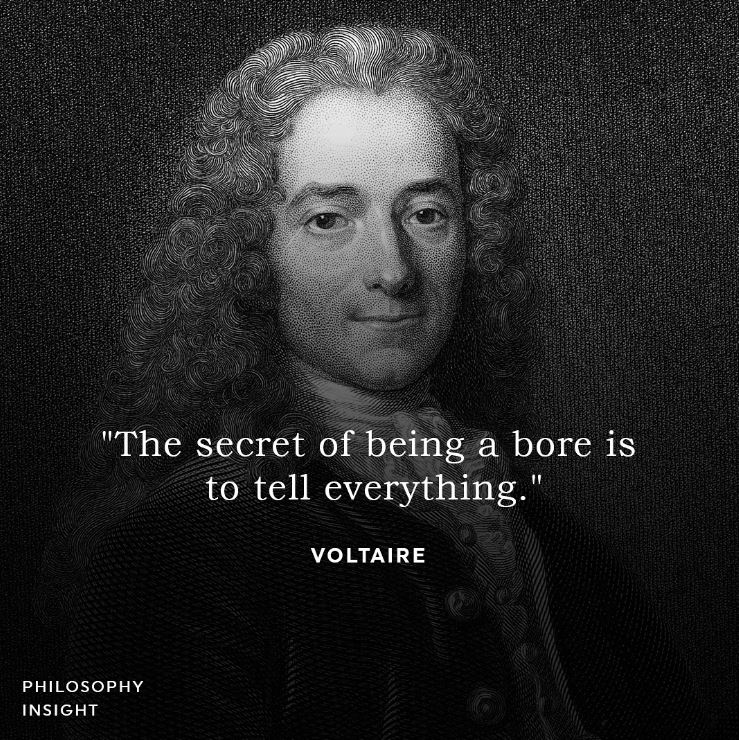 "The secret of being a bore is
to tell everything."
VOLTAIRE
PHILOSOPHY
INSIGHT